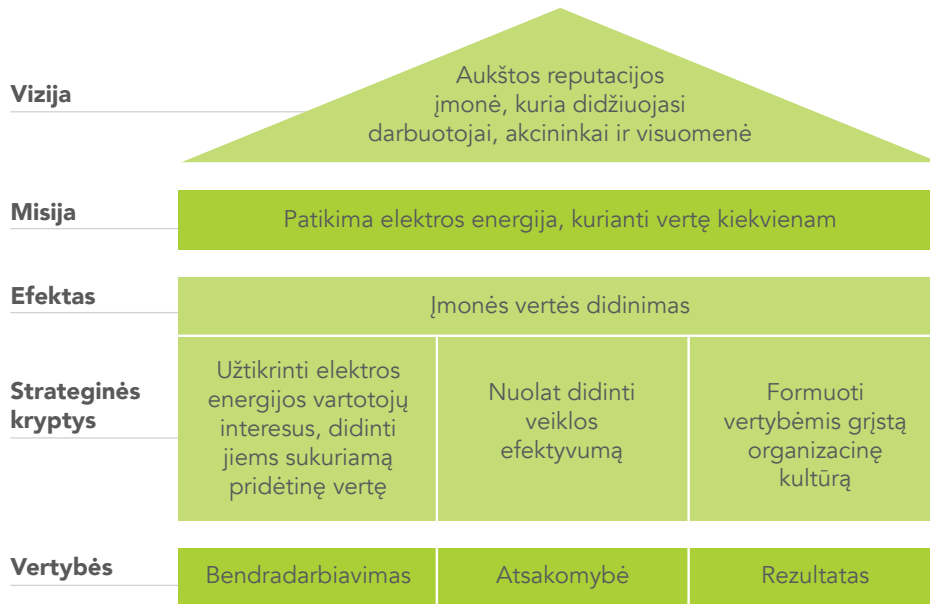 Vizija
Aukštos reputacijos
įmonė, kuria didžiuojasi
darbuotojai, akcininkai ir visuomenė
Misija
Patikima elektros energija, kurianti vertę kiekvienam
Efektas
Įmonės vertės didinimas
Strateginės
kryptys
Užtikrinti elektros
energijos vartotojų
interesus, didinti
jiems sukuriamą
pridėtinę vertę
Nuolat didinti
veiklos
efektyvumą
Formuoti
vertybėmis grįstą
organizacinę
kultūrą
Vertybės
Bendradarbiavimas
Atsakomybė
Rezultatas